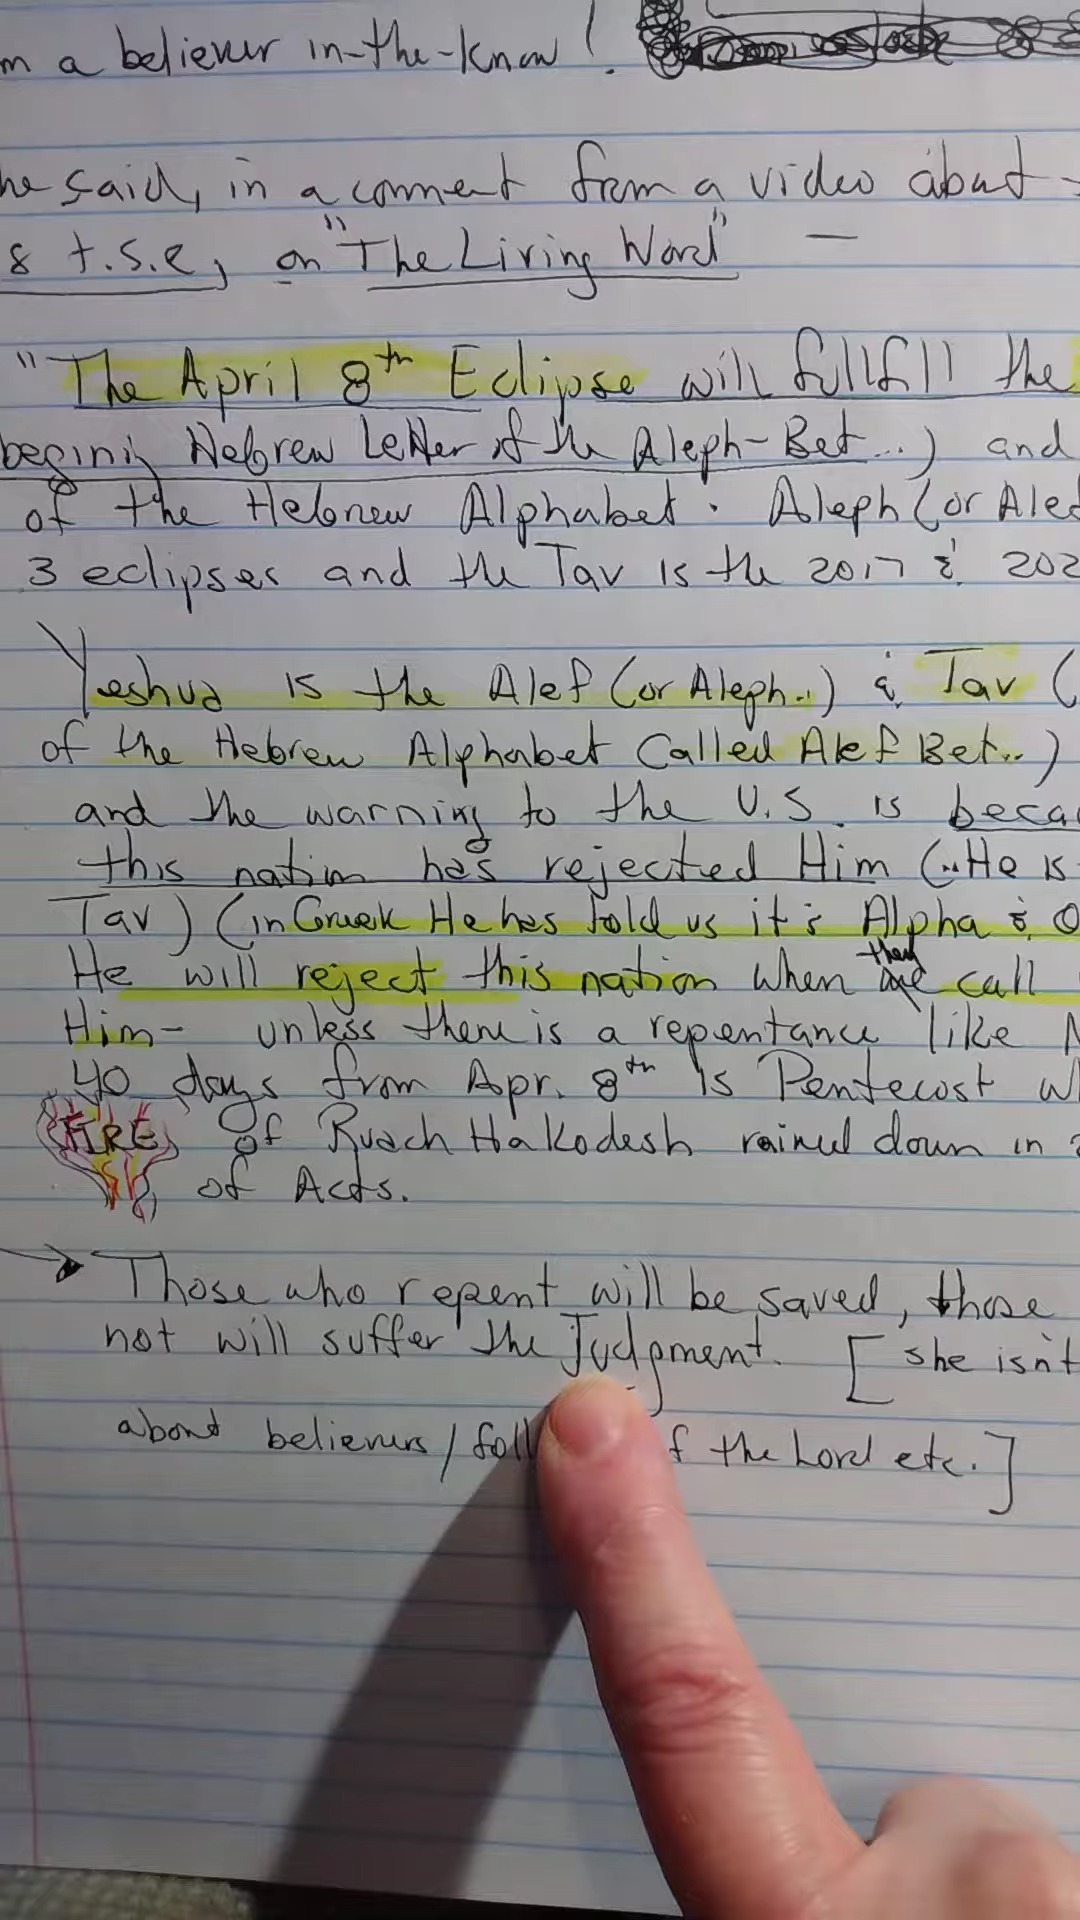 m a believer in-the-know!
he said, in a comment from a video about
8 t.s.e, on "The Living Word" —
"The April 8th Eclipse will fullfill the
begining Hebrew Letter of the Aleph-Bet...) and
of the Hebrew Alphabet. Aleph (or Alef
3 eclipses and the Tav is the 2017 & 202
Yeshua is the Alef (or Aleph..) & Tav (
of the Hebrew Alphabet Called Alef Bet..)
and the warning to the U.S. is beca
this nation has rejected Him (..He is
Tav) (in Greek He has told us it's Alpha & O
He will reject this nation when they call
Him- unless there is a repentance like N
40 days from Apr. 8th is Pentecost wh
FIRE of Ruach HaKodesh rained down in 2
of Acts.
→ Those who repent will be saved, those
not will suffer the Judgment. [she isn't
about believers/foll f the Lord etc.]